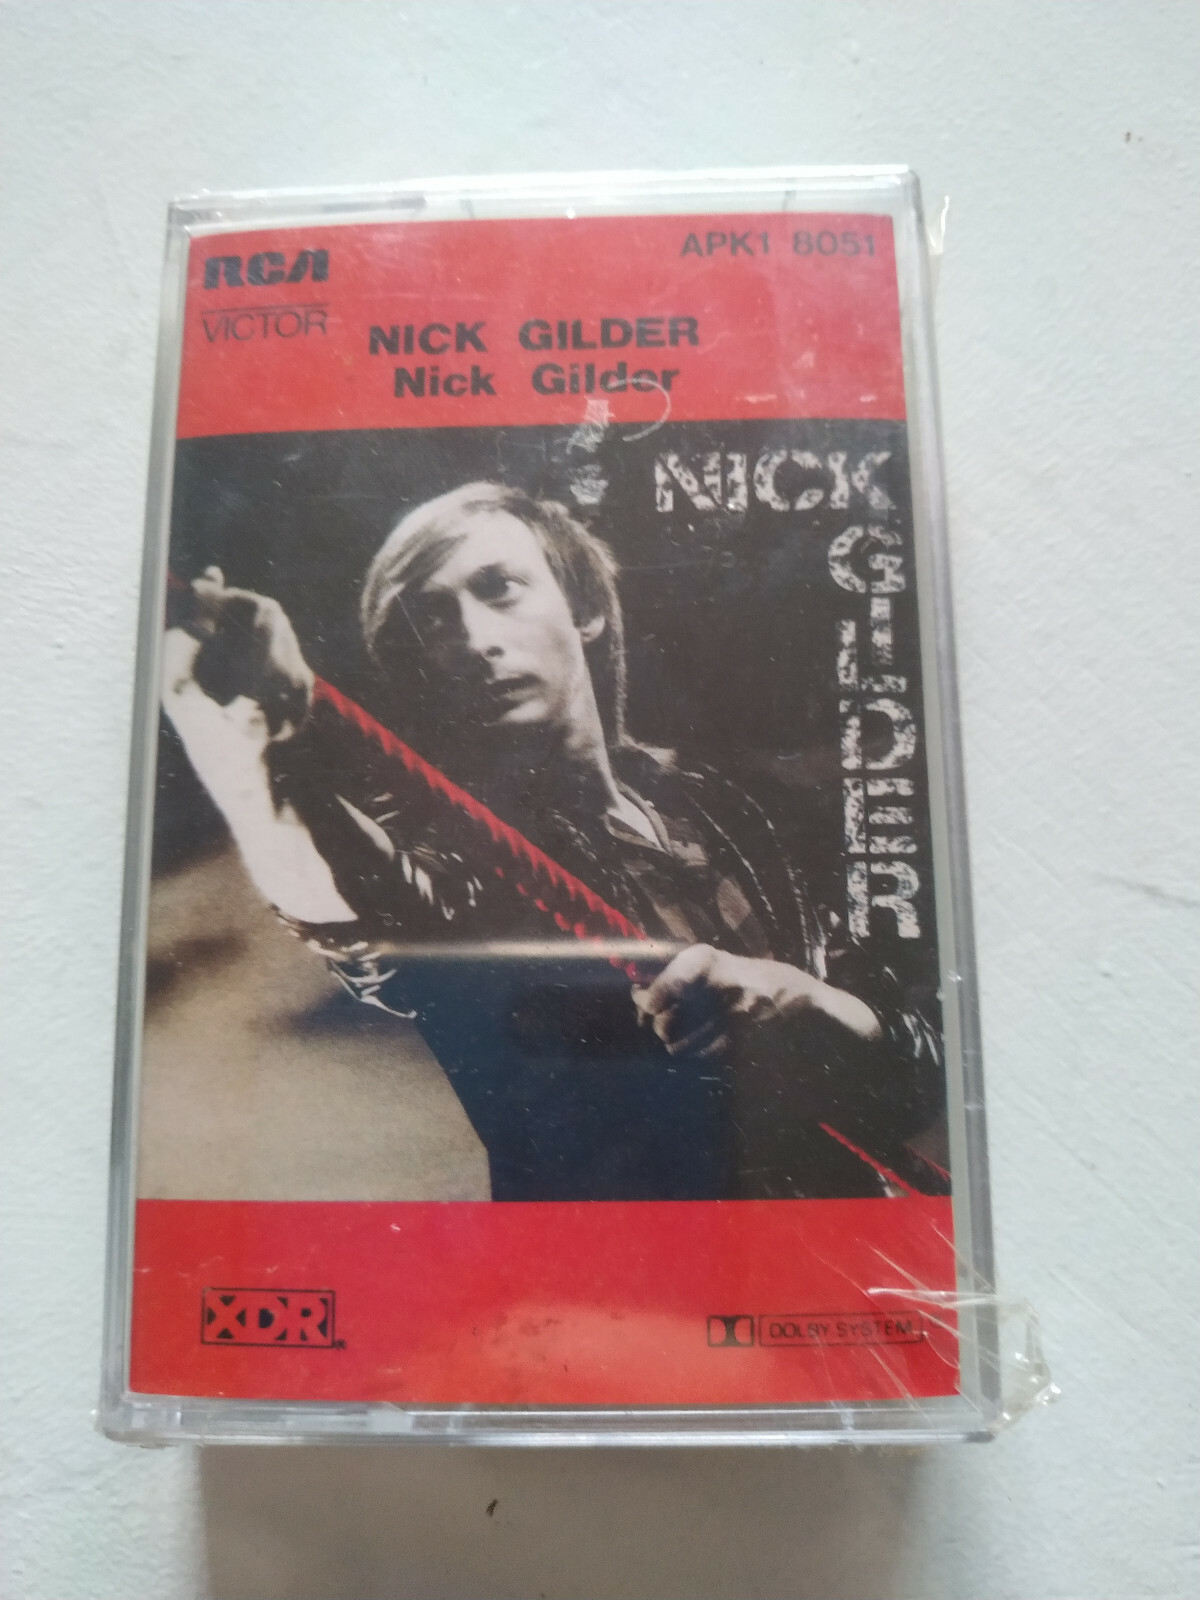 RCA
VICTOR
APK1 8051
NICK GILDER
Nick Gilder
NICK
GILDER
XDR
DOLBY SYSTEM